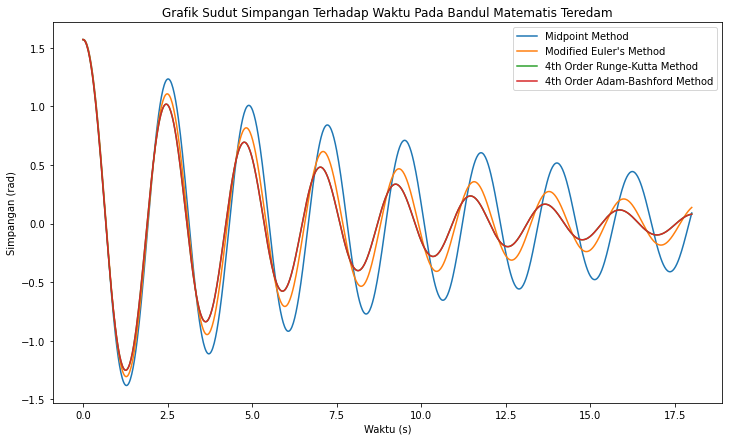 Grafik Sudut Simpangan Terhadap Waktu Pada Bandul Matematis Teredam
Midpoint Method
Modified Euler's Method
4th Order Runge-Kutta Method
4th Order Adam-Bashford Method
Simpangan (rad)
1.5
1.0
0.5
0.0
−0.5
−1.0
−1.5
0.0 2.5 5.0 7.5 10.0 12.5 15.0 17.5
Waktu (s)